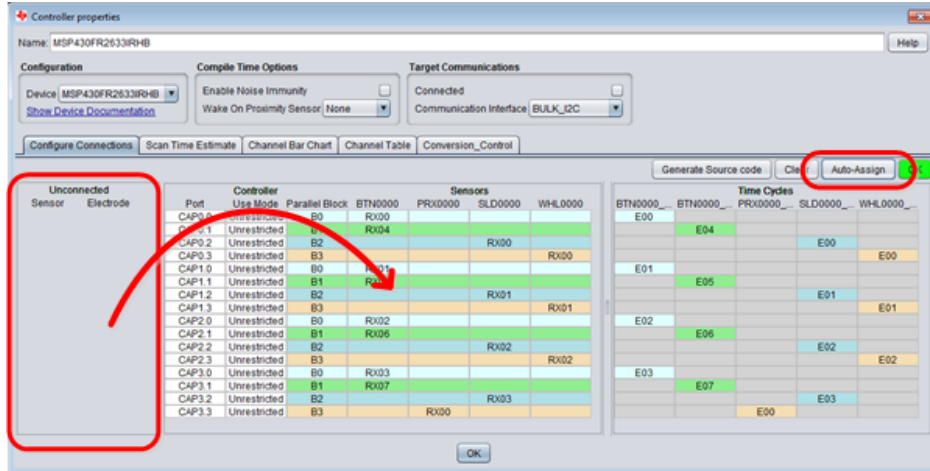 Controller properties
Name: MSP430FR2633IRHB Help
Configuration Compile Time Options Target Communications
Device MSP430FR2633IRHB Enable Noise Immunity Connected
Show Device Documentation Wake On Proximity Sensor None Communication Interface BULK_I2C
Configure Connections Scan Time Estimate Channel Bar Chart Channel Table Conversion_Control
Generate Source code Auto-Assign
Unconnected Controller Sensors Time Cycles
Sensor Electrode Port Use Mode Parallel Block BTN0000 PRX0000 SLD0000 WHL0000 BTN0000_... BTN0000_... PRX0000_... SLD0000_... WHL0000_...
CAP0.0 Unrestricted B0 RX00 E00
Unrestricted RX04 E04
CAP0.2 Unrestricted B2 RX00 E00
CAP0.3 Unrestricted B3 RX00 E00
CAP1.0 Unrestricted B0 RX01 E01
CAP1.1 Unrestricted B1 E05
CAP1.2 Unrestricted B2 RX01 E01
CAP1.3 Unrestricted B3 RX01 E01
CAP2.0 Unrestricted B0 RX02 E02
CAP2.1 Unrestricted B1 RX06 E06
CAP2.2 Unrestricted B2 RX02 E02
CAP2.3 Unrestricted B3 RX02 E02
CAP3.0 Unrestricted B0 RX03 E03
CAP3.1 Unrestricted B1 RX07 E07
CAP3.2 Unrestricted B2 RX03 E03
CAP3.3 Unrestricted B3 RX00 E00
OK